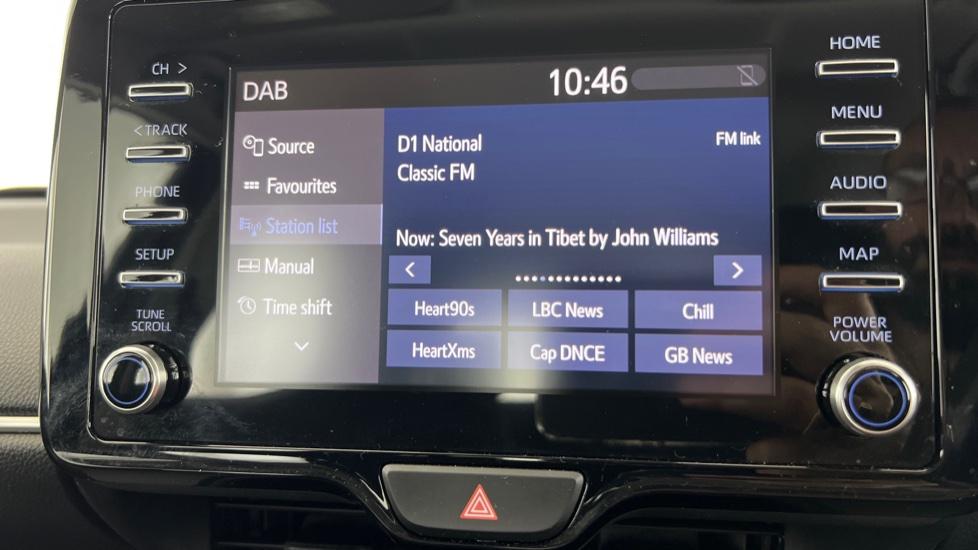 CH >
< TRACK
PHONE
SETUP
TUNE
SCROLL
DAB
10:46
Source
Favourites
Station list
Manual
Time shift
D1 National
FM link
Classic FM
Now: Seven Years in Tibet by John Williams
Heart90s LBC News Chill
HeartXms Cap DNCE GB News
HOME
MENU
AUDIO
MAP
POWER
VOLUME